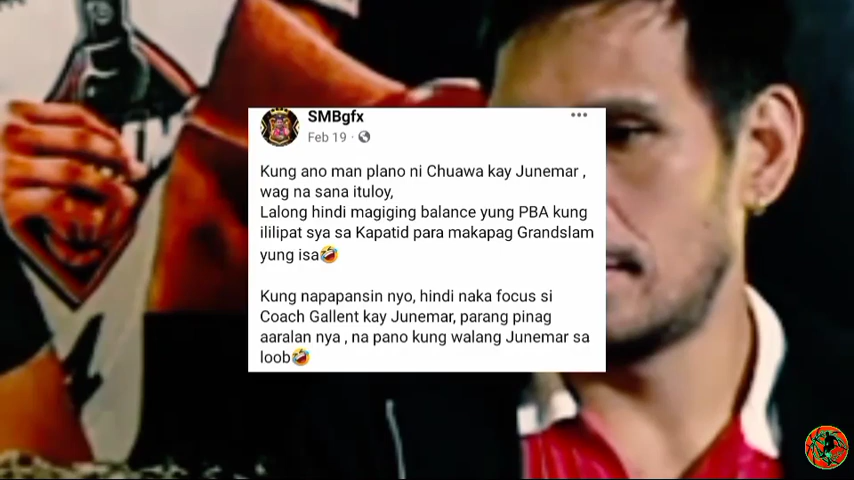 SMBgfx
Feb 19
Kung ano man plano ni Chuawa kay Junemar ,
wag na sana ituloy,
Lalong hindi magiging balance yung PBA kung
ililipat sya sa Kapatid para makapag Grandslam
yung isa🤣
Kung napapansin nyo, hindi naka focus si
Coach Gallent kay Junemar, parang pinag
aaralan nya , na pano kung walang Junemar sa
loob🤣